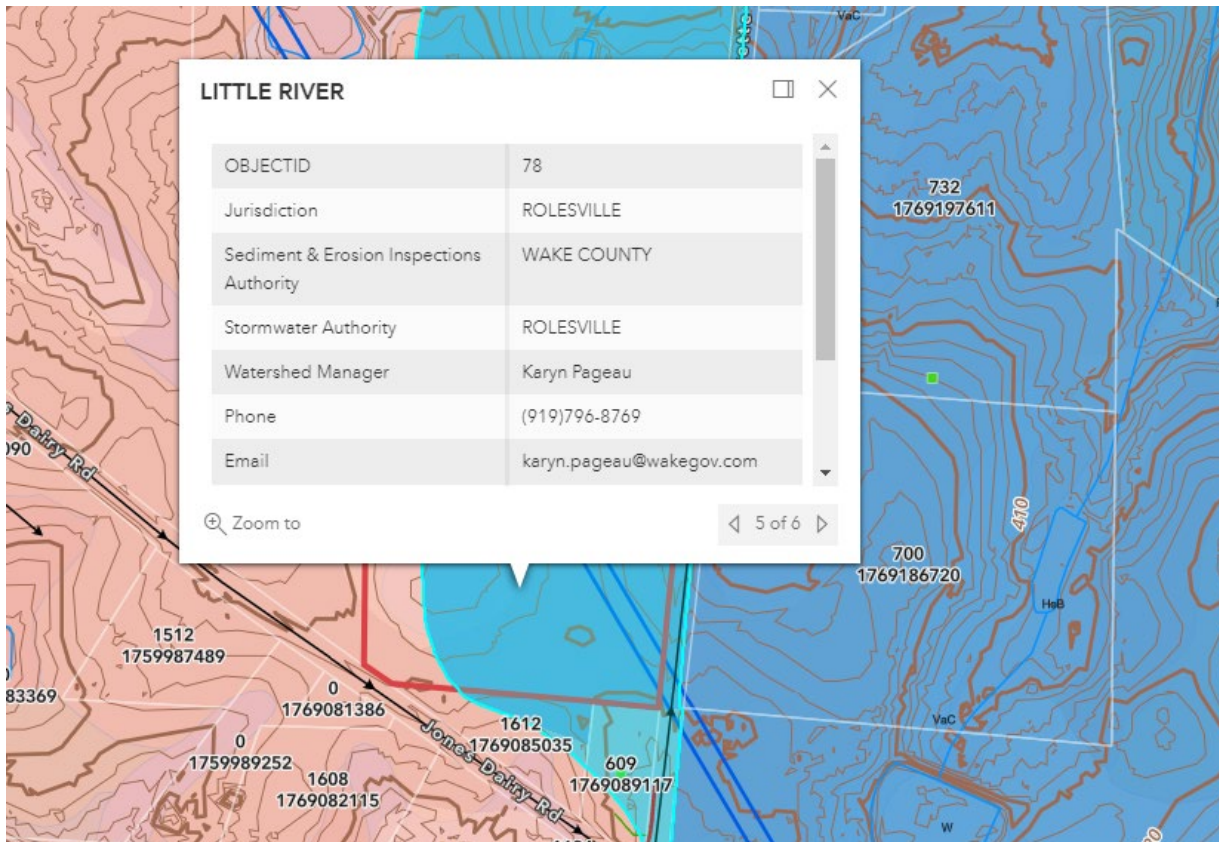 VaC
LITTLE RIVER
OBJECTID 78
Jurisdiction ROLESVILLE
Sediment & Erosion Inspections WAKE COUNTY
Authority
Stormwater Authority ROLESVILLE
Watershed Manager Karyn Pageau
Phone (919)796-8769
Email karyn.pageau@wakegov.com
Zoom to 5 of 6
732
1769197611
Dairy Rd
090
410
700
1769186720
HsB
1512
1759987489
83369
0
1769081386
0
1759989252
1608
1769082115
Jones Dairy Rd
1612
1769085035
609
1769089117
VaC
W